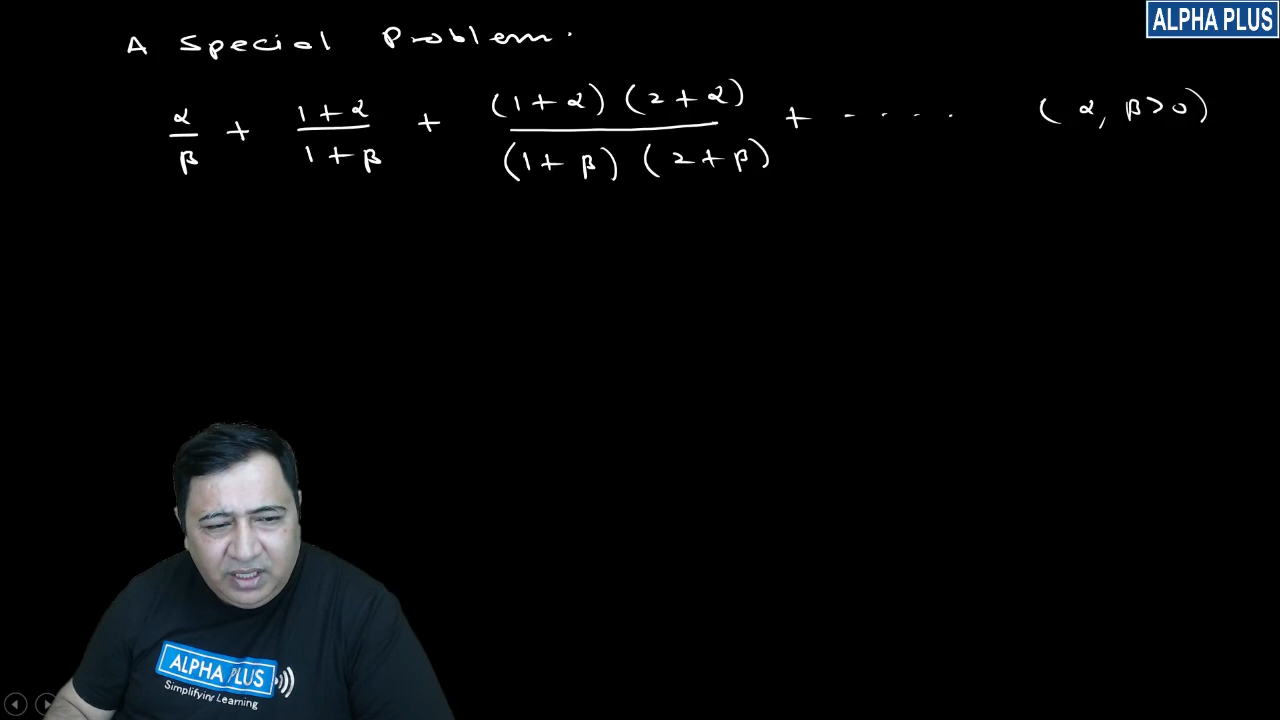 ALPHA PLUS
A Special Problem.
α/β + (1+α)/(1+β) + (1+α)(2+α)/(1+β)(2+β) + ..... (α, β>0)
ALPHA PLUS
Simplifying Learning